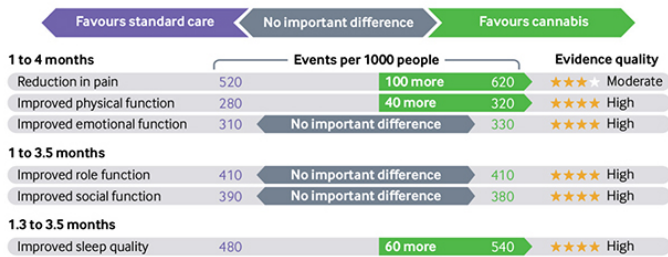 Favours standard care No important difference Favours cannabis
1 to 4 months Events per 1000 people Evidence quality
Reduction in pain 520 100 more 620 Moderate
Improved physical function 280 40 more 320 High
Improved emotional function 310 No important difference 330 High
1 to 3.5 months
Improved role function 410 No important difference 410 High
Improved social function 390 No important difference 380 High
1.3 to 3.5 months
Improved sleep quality 480 60 more 540 High